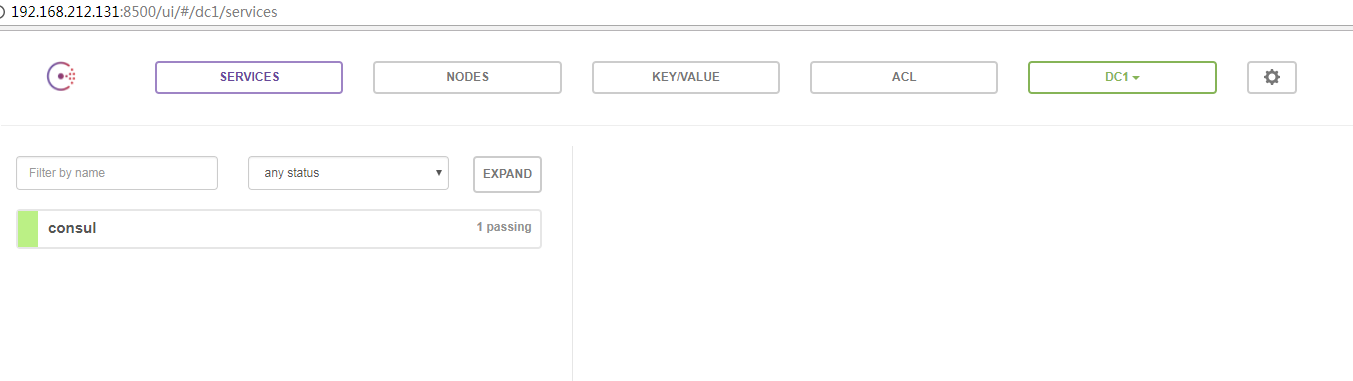 192.168.212.131:8500/ui/#/dc1/services
SERVICES NODES KEY/VALUE ACL DC1
Filter by name any status EXPAND
consul 1 passing